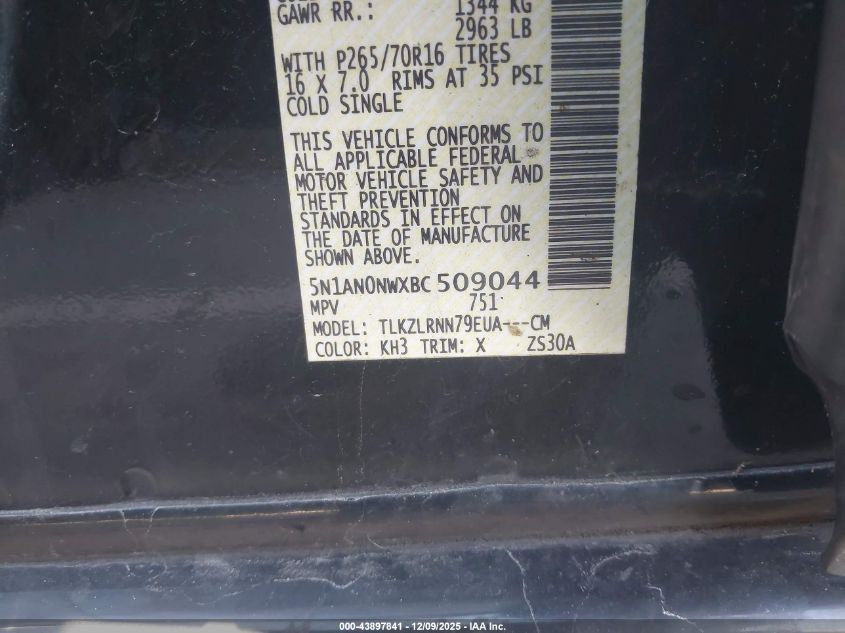 GAWR RR.: 1344 KG
2963 LB
WITH P265/70R16 TIRES
16 X 7.0 RIMS AT 35 PSI
COLD SINGLE
THIS VEHICLE CONFORMS TO
ALL APPLICABLE FEDERAL
MOTOR VEHICLE SAFETY AND
THEFT PREVENTION
STANDARDS IN EFFECT ON
THE DATE OF MANUFACTURE
SHOWN ABOVE.
5N1AN0NWXBC509044
MPV 751
MODEL: TLKZLRNN79EUA---CM
COLOR: KH3 TRIM: X ZS30A
000-43897841 - 12/09/2025 - IAA Inc.